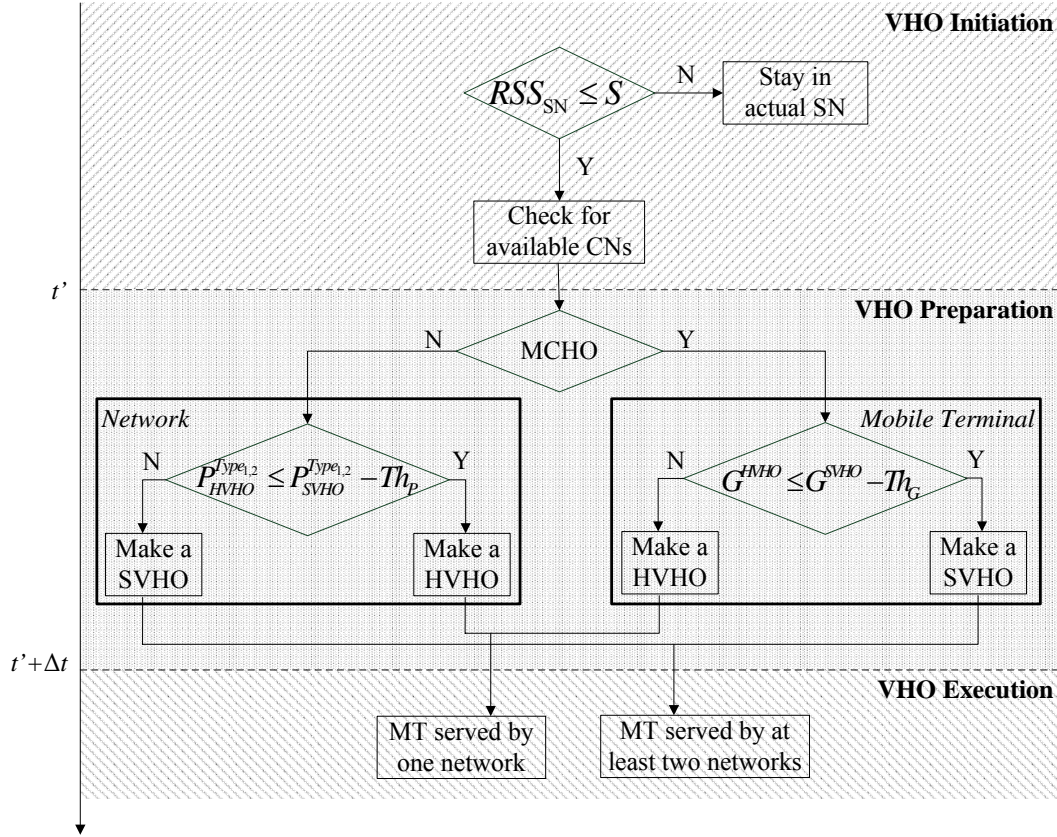 VHO Initiation
RSS_SN ≤ S
N
Stay in
actual SN
Y
Check for
available CNs
t'
VHO Preparation
N
MCHO
Y
Network
Mobile Terminal
N
P_HVHO^Type1,2 ≤ P_SVHO^Type1,2 − Th_P
Y
N
G^HVHO ≤ G^SVHO − Th_G
Y
Make a
SVHO
Make a
HVHO
Make a
HVHO
Make a
SVHO
t'+Δt
VHO Execution
MT served by
one network
MT served by at
least two networks